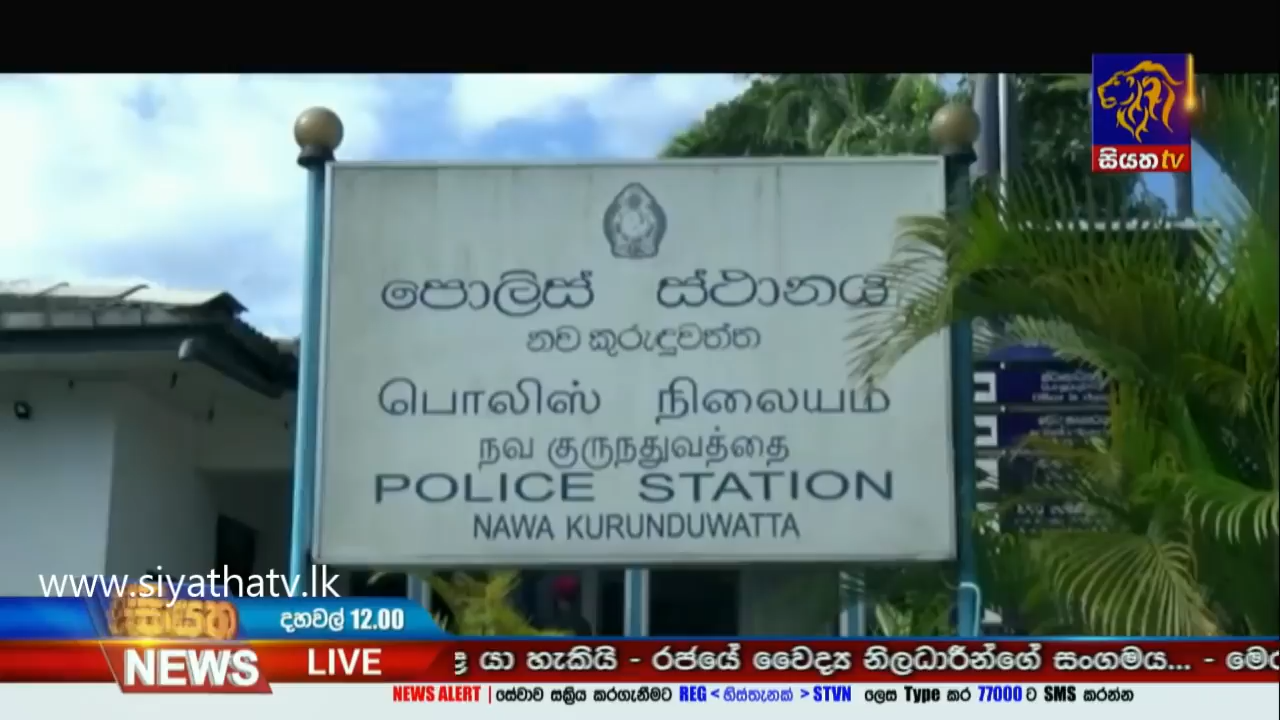 සියත tv
පොලිස් ස්ථානය
නව කුරුඳුවත්ත
பொலிஸ் நிலையம்
நவ குருநதுவத்தை
POLICE STATION
NAWA KURUNDUWATTA
www.siyathatv.lk
සියත
දහවල් 12.00
NEWS LIVE
යා හැකියි - රජයේ වෛද්‍ය නිලධාරීන්ගේ සංගමය... -
NEWS ALERT | සේවාව සක්‍රිය කරගැනීමට REG < හිස්තැනක් > STVN ලෙස Type කර 77000 ට SMS කරන්න